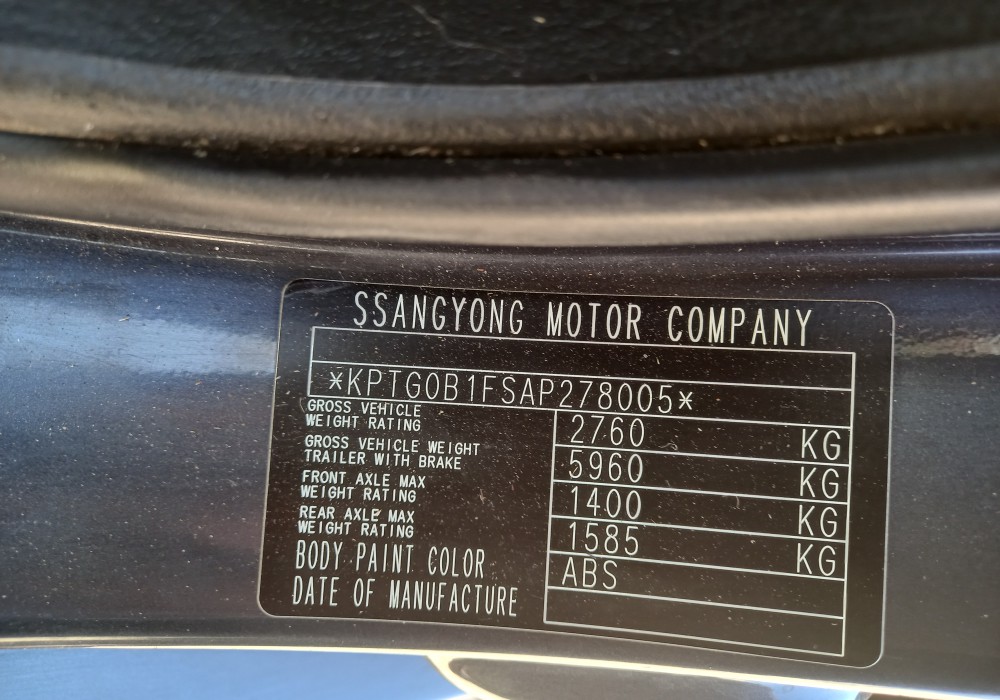 SSANGYONG MOTOR COMPANY
*KPTG0B1FSAP278005*
GROSS VEHICLE
WEIGHT RATING 2760 KG
GROSS VEHICLE WEIGHT
TRAILER WITH BRAKE 5960 KG
FRONT AXLE MAX
WEIGHT RATING 1400 KG
REAR AXLE MAX
WEIGHT RATING 1585 KG
BODY PAINT COLOR ABS
DATE OF MANUFACTURE